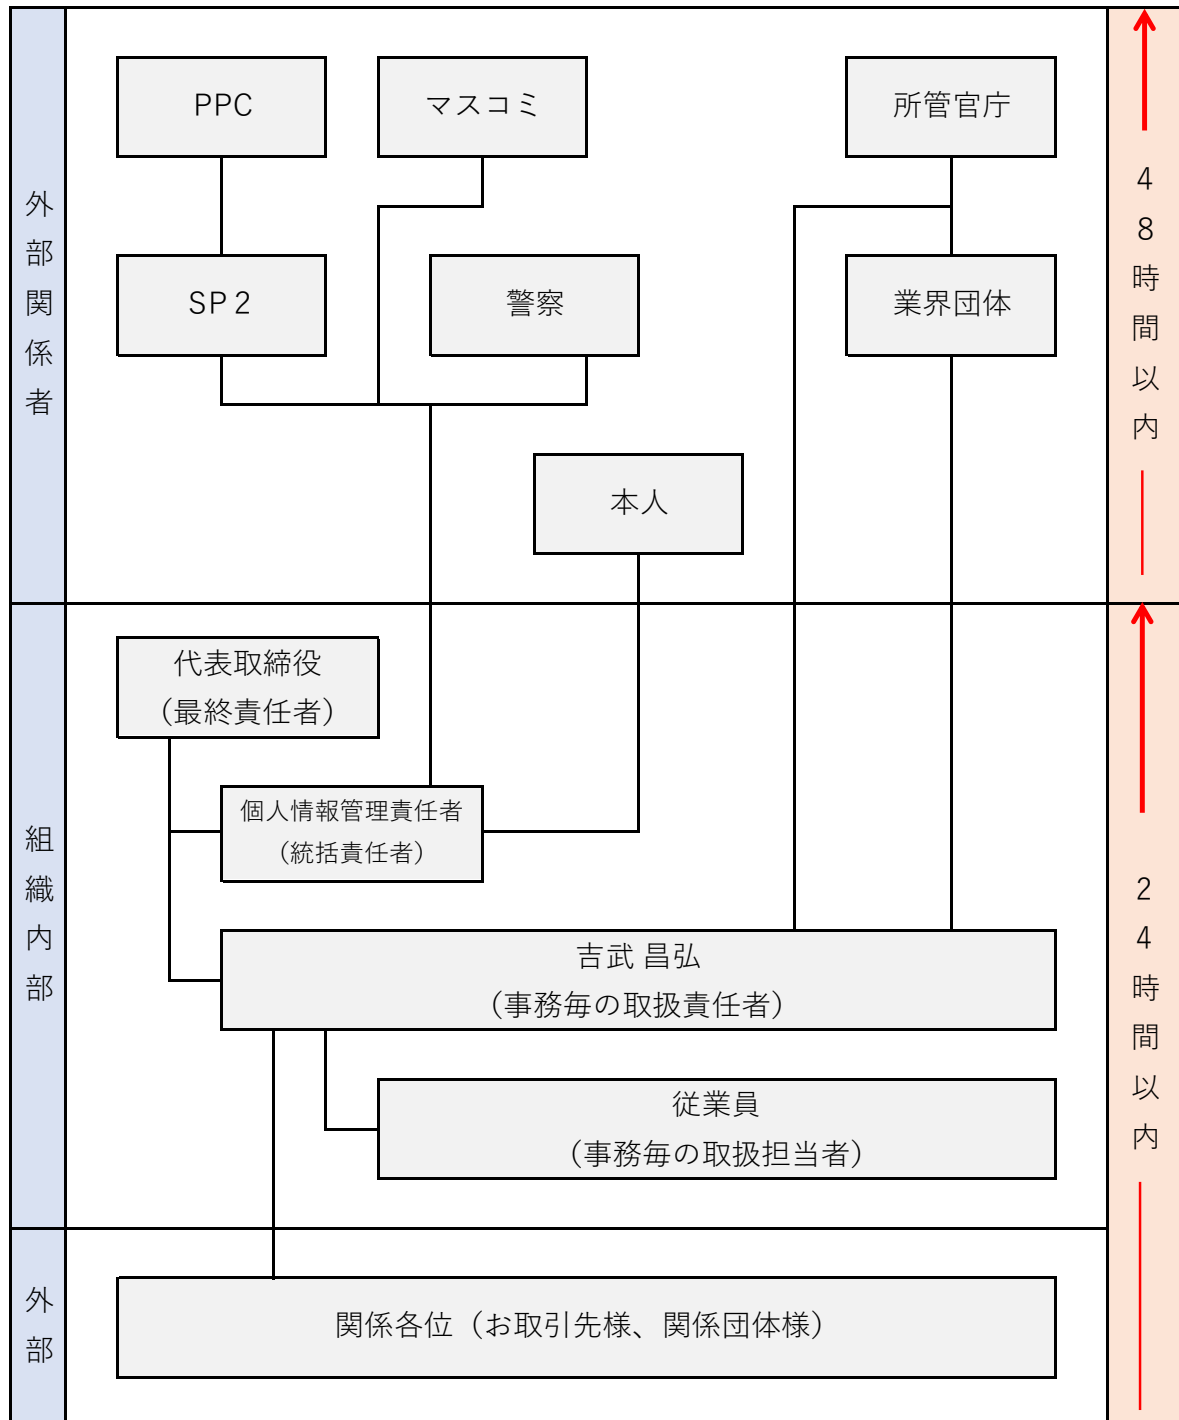 外部関係者
PPC
マスコミ
所管官庁
SP２
警察
業界団体
本人
48時間以内
組織内部
代表取締役
（最終責任者）
個人情報管理責任者
（統括責任者）
吉武 昌弘
（事務毎の取扱責任者）
従業員
（事務毎の取扱担当者）
24時間以内
外部
関係各位（お取引先様、関係団体様）